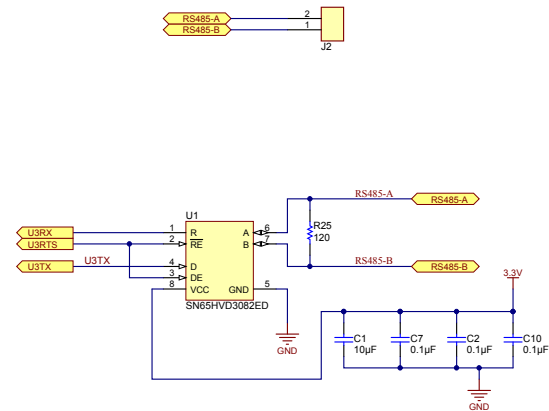 RS485-A
2
RS485-B
1
J2
U1
RS485-A
RS485-A
U3RX
1
R
A
6
R25
U3RTS
2
RE
B
7
120
U3TX
U3TX
4
D
RS485-B
RS485-B
3
DE
8
VCC
GND
5
3.3V
SN65HVD3082ED
GND
C1
C7
C2
C10
10µF
0.1µF
0.1µF
0.1µF
GND